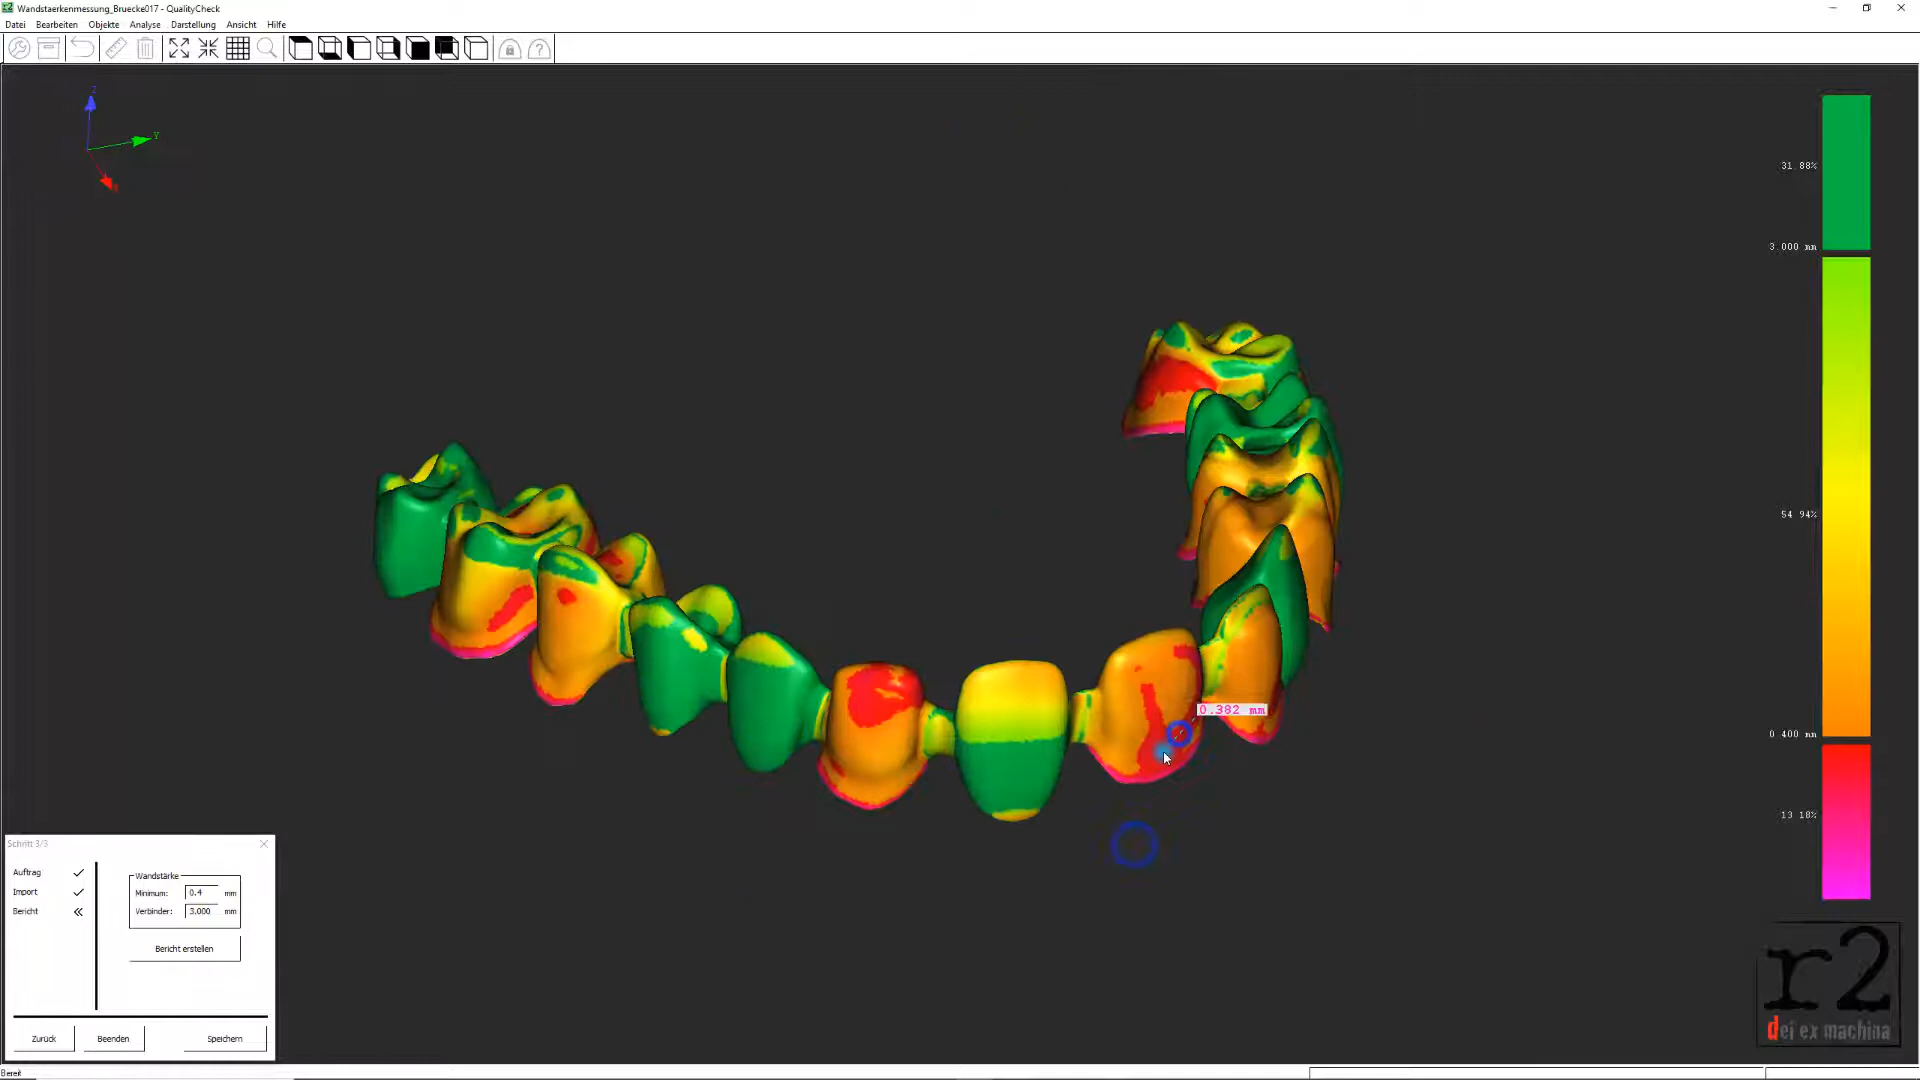 Wandstaerkenmessung_Bruecke017 - QualityCheck
Datei Bearbeiten Objekte Analyse Darstellung Ansicht Hilfe
Z
Y
X
31.88%
3.000 mm
54 94%
0.382 mm
0 400 mm
13 18%
Schritt 3/3
Auftrag
Import
Bericht
Wandstärke
Minimum: 0.4 mm
Verbinder: 3.000 mm
Bericht erstellen
Zurück Beenden Speichern
r2
dei ex machina
Bereit